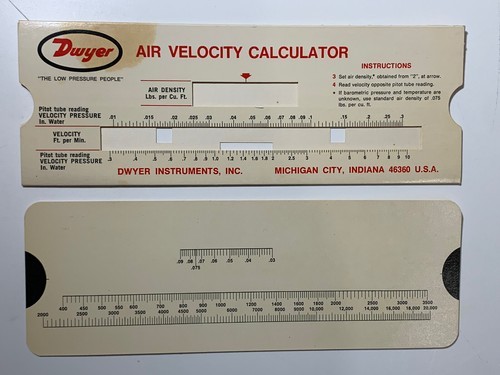 Dwyer
"THE LOW PRESSURE PEOPLE"
AIR VELOCITY CALCULATOR
INSTRUCTIONS
3 Set air density,* obtained from "2", at arrow.
4 Read velocity opposite pitot tube reading.
* If barometric pressure and temperature are
unknown, use standard air density of .075
lbs. per cu. ft.
AIR DENSITY
Lbs. per Cu. Ft.
Pitot tube reading
VELOCITY PRESSURE
In. Water
.01 .015 .02 .025 .03 .04 .05 .06 .07 .08 .09 .1
VELOCITY
Ft. per Min.
Pitot tube reading
VELOCITY PRESSURE
In. Water
.1 .15 .2 .25 .3 .4 .5 .6 .7 .8 .9 1.0 1.2 1.4 1.6 1.8 2 2.5 3 4 5 6 7 8 9 10
DWYER INSTRUMENTS, INC.
MICHIGAN CITY, INDIANA 46360 U.S.A.
.09 .08 .07 .06 .05 .04 .03
.075
400 500 600 700 800 900 1000 1200 1400 1600 1800 2000 2500 3000 3500
2000 2500 3000 3500 4000 4500 5000 6000 7000 8000 9000 10,000 12,000 14,000 16,000 18,000 20,000